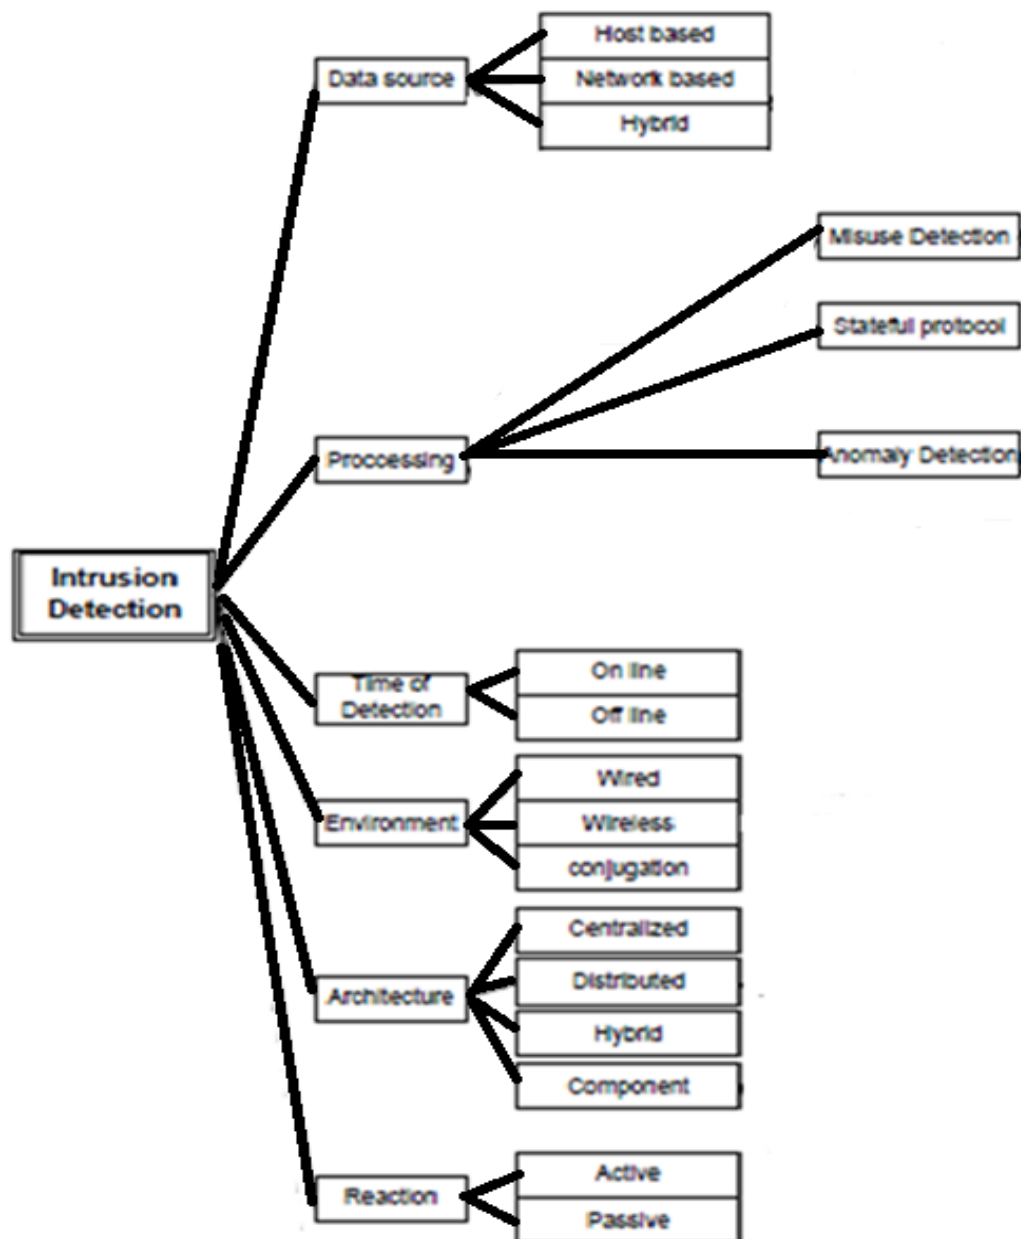 Host based
Data source
Network based
Hybrid
Misuse Detection
Stateful protocol
Proccessing
Anomaly Detection
Intrusion
Detection
On line
Time of
Detection
Off line
Wired
Environment
Wireless
conjugation
Centralized
Distributed
Architecture
Hybrid
Component
Active
Reaction
Passive